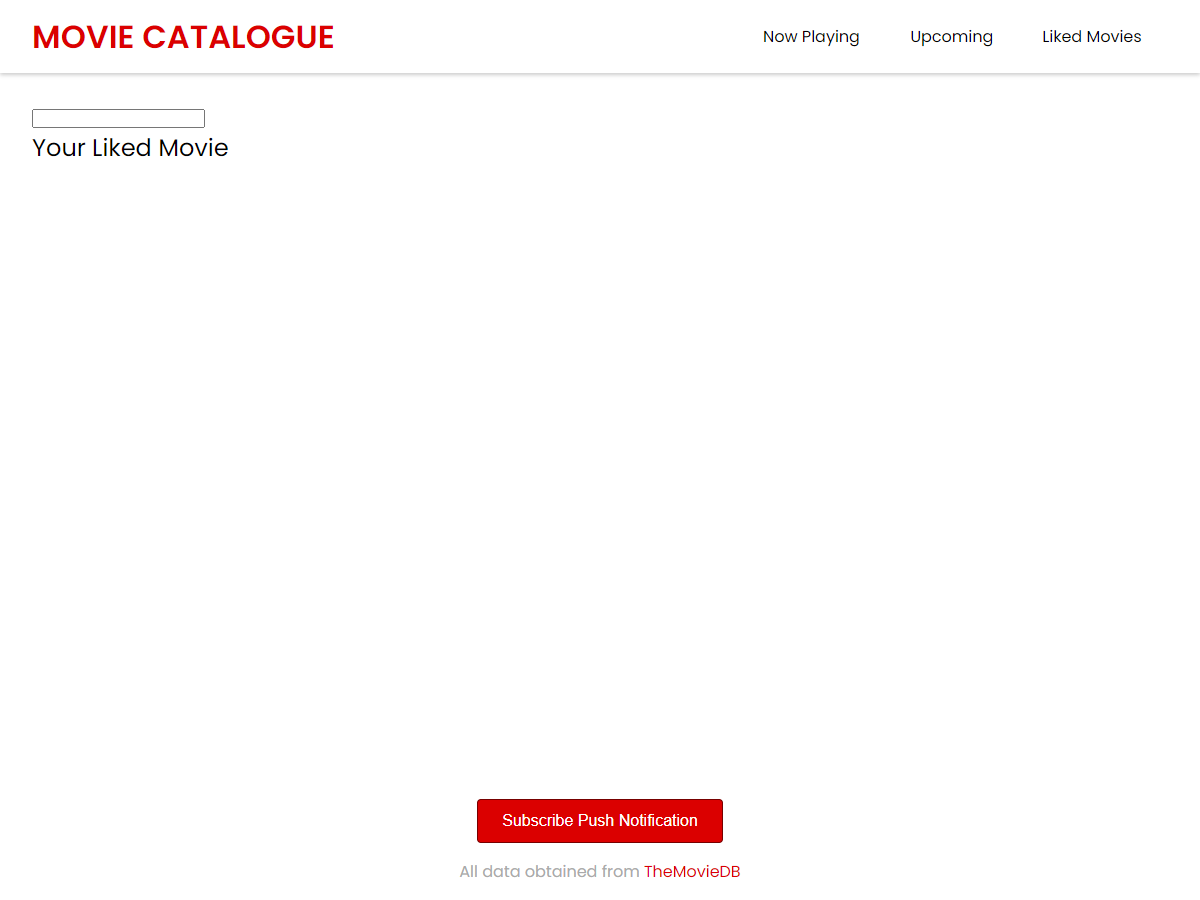 MOVIE CATALOGUE
Now Playing
Upcoming
Liked Movies
Your Liked Movie
Subscribe Push Notification
All data obtained from TheMovieDB